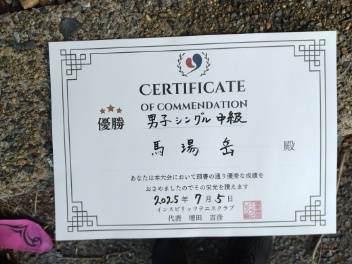 CERTIFICATE
OF COMMENDATION
優勝 男子シングル中級
馬場 岳 殿
あなたは本大会において頭書の通り優秀な成績を
おさめましたのでその栄光を讃えます
2025年7月5日
インスピリッツテニスクラブ
代表 増田 吉彦